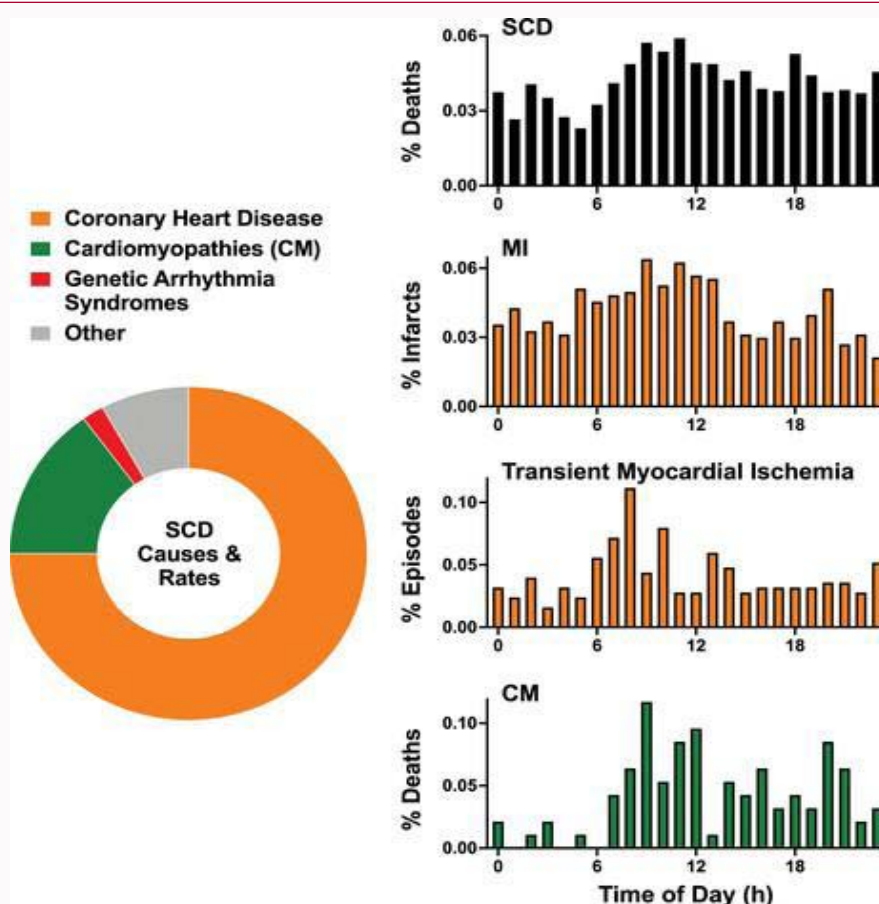 Coronary Heart Disease
Cardiomyopathies (CM)
Genetic Arrhythmia
Syndromes
Other
SCD
Causes &
Rates
SCD
% Deaths
0.06
0.03
0.00
0
6
12
18
MI
% Infarcts
0.06
0.03
0.00
0
6
12
18
Transient Myocardial Ischemia
% Episodes
0.10
0.05
0.00
0
6
12
18
CM
% Deaths
0.10
0.05
0.00
0
6
12
18
Time of Day (h)